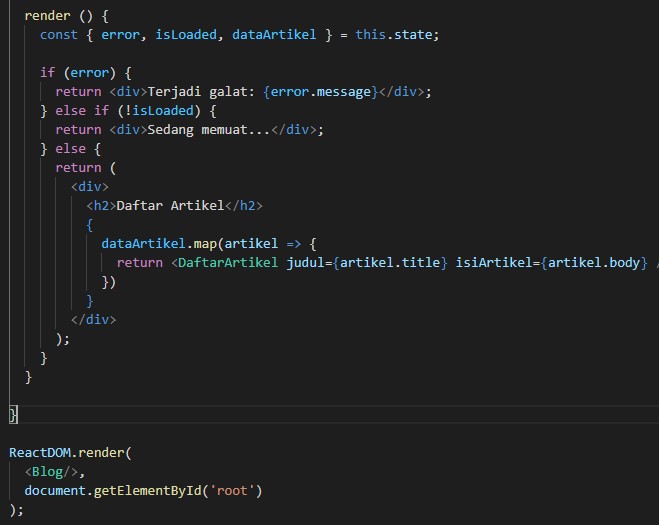 render () {
const { error, isLoaded, dataArtikel } = this.state;
if (error) {
return <div>Terjadi galat: {error.message}</div>;
} else if (!isLoaded) {
return <div>Sedang memuat...</div>;
} else {
return (
<div>
<h2>Daftar Artikel</h2>
{
dataArtikel.map(artikel => {
return <DaftarArtikel judul={artikel.title} isiArtikel={artikel.body} /
})
}
</div>
);
}
}
}
ReactDOM.render(
<Blog/>,
document.getElementById('root')
);